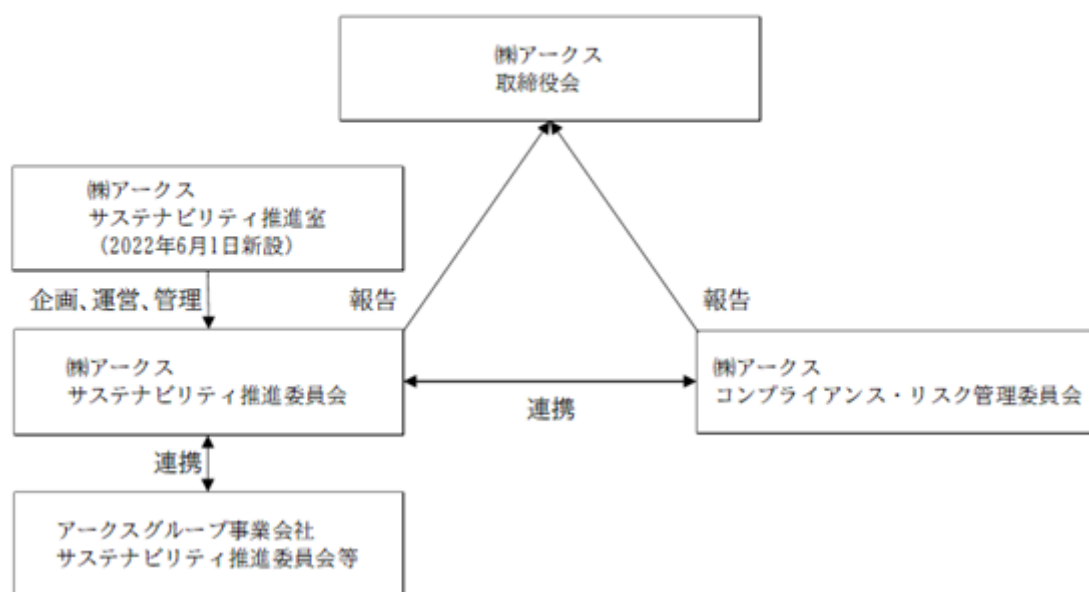 ㈱アークス
取締役会
㈱アークス
サステナビリティ推進室
（2022年6月1日新設）
企画、運営、管理
報告
報告
㈱アークス
サステナビリティ推進委員会
連携
㈱アークス
コンプライアンス・リスク管理委員会
連携
アークスグループ事業会社
サステナビリティ推進委員会等